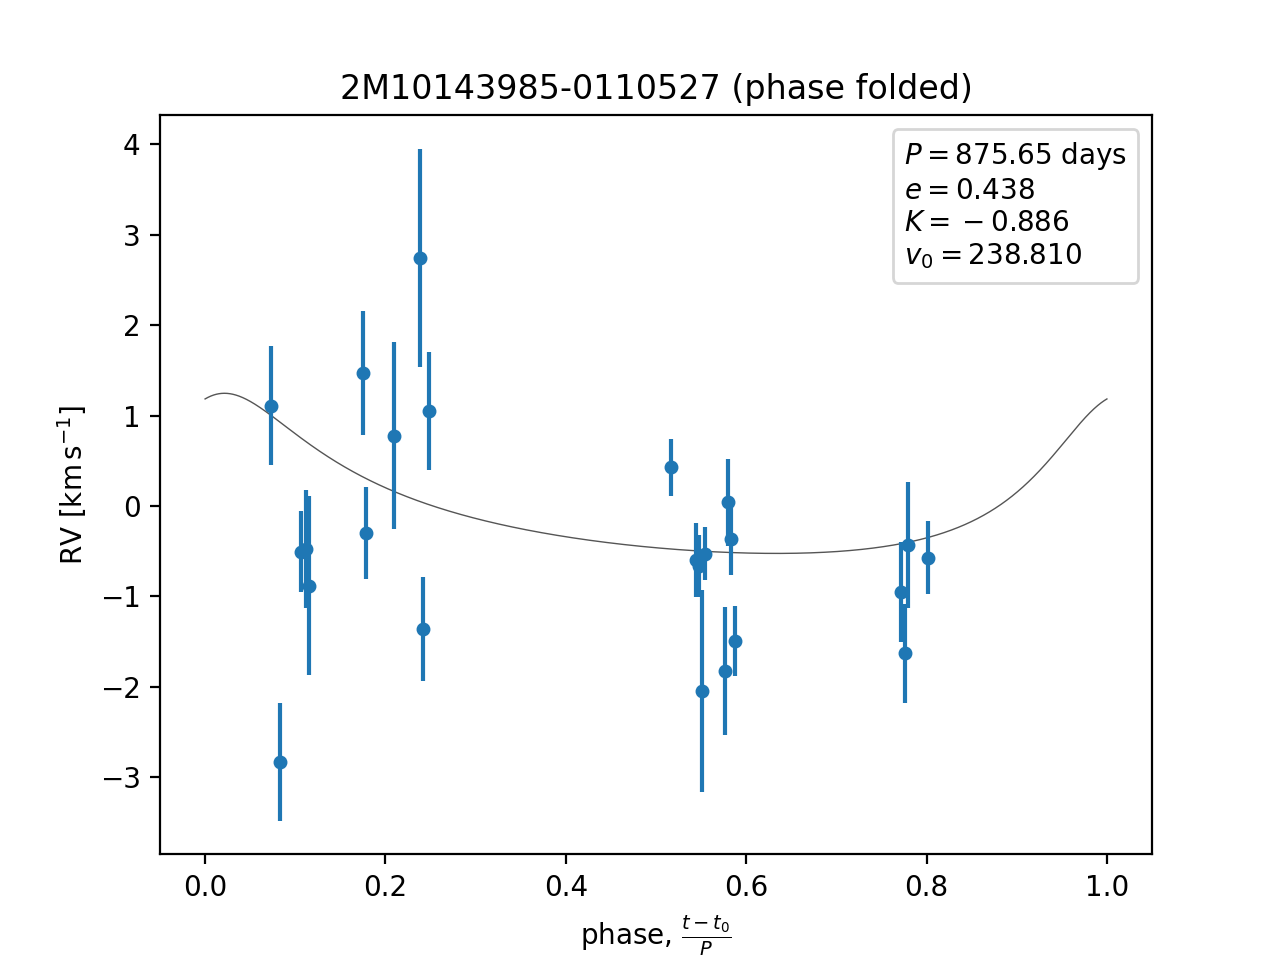 2M10143985-0110527 (phase folded)
P = 875.65 days
e = 0.438
K = −0.886
v₀ = 238.810
4
3
2
1
0
−1
−2
−3
RV [km s⁻¹]
0.0 0.2 0.4 0.6 0.8 1.0
phase, (t − t₀)/P